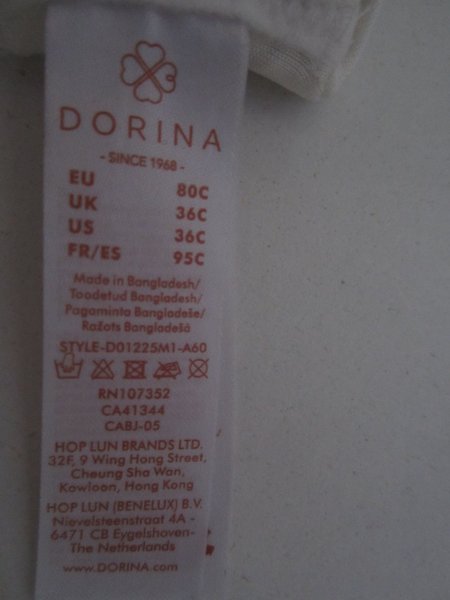 DORINA
- SINCE 1968 -
EU 80C
UK 36C
US 36C
FR/ES 95C
Made in Bangladesh/
Toodetud Bangladesh/
Pagaminta Bangladeše/
Ražots Bangladešā
STYLE-D01225M1-A60
RN107352
CA41344
CABJ-05
HOP LUN BRANDS LTD.
32F, 9 Wing Hong Street,
Cheung Sha Wan,
Kowloon, Hong Kong
HOP LUN (BENELUX) B.V.
Nievelsteenstraat 4A -
6471 CB Eygelshoven-
The Netherlands
www.DORINA.com